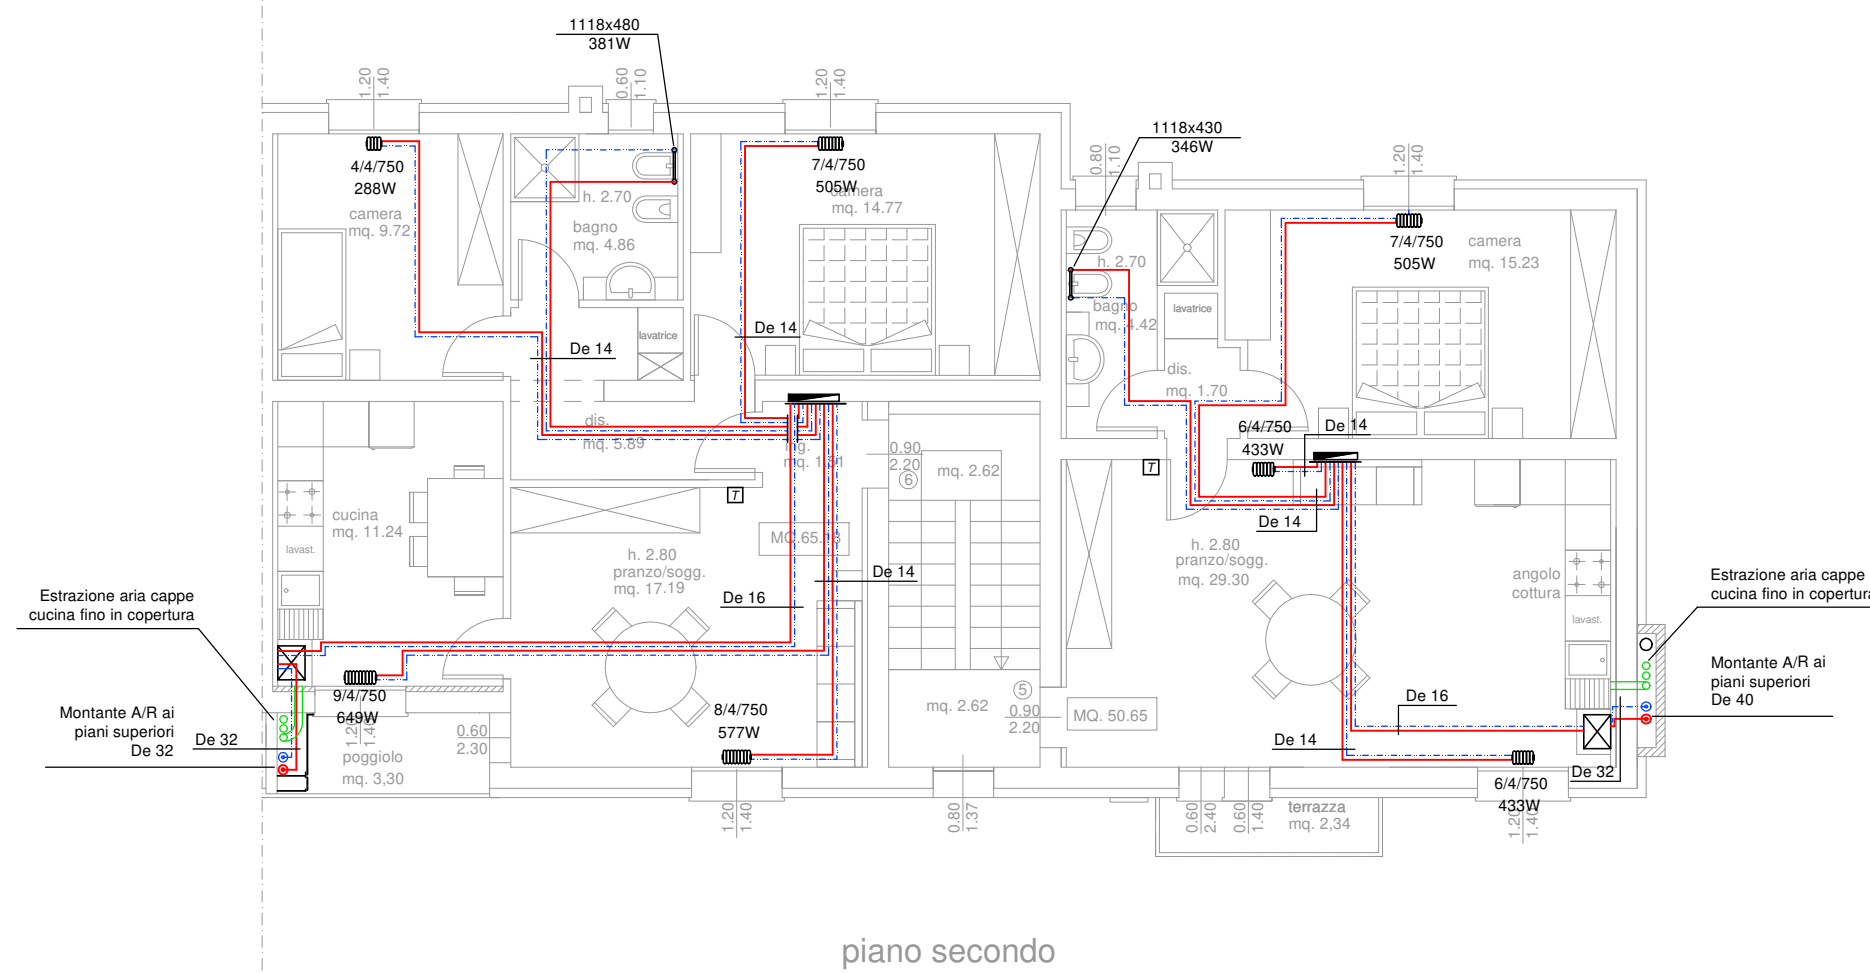 1118x480
381W
1.20
1.40
0.60
1.10
1.20
1.40
1118x430
346W
0.80
1.10
1.20
1.40
4/4/750
288W
camera
mq. 9.72
h. 2.70
bagno
mq. 4.86
7/4/750
505W
camera
mq. 14.77
h. 2.70
bagno
mq. 4.42
lavatrice
7/4/750
505W
camera
mq. 15.23
De 14
De 14
lavatrice
dis.
mq. 1.70
dis.
mq. 5.89
ing.
0.90
2.20
6
mq. 2.62
6/4/750
433W
De 14
T
T
De 14
cucina
mq. 11.24
lavast.
MQ.65.18
h. 2.80
pranzo/sogg.
mq. 17.19
De 14
De 16
h. 2.80
pranzo/sogg.
mq. 29.30
angolo
cottura
lavast.
Estrazione aria cappe
cucina fino in copertura
Estrazione aria cappe
cucina fino in copertura
Montante A/R ai
piani superiori
De 32
De 32
9/4/750
649W
1.20
1.40
poggiolo
mq. 3,30
0.60
2.30
8/4/750
577W
mq. 2.62
5
0.90
2.20
MQ. 50.65
De 16
De 14
Montante A/R ai
piani superiori
De 40
De 32
6/4/750
433W
1.20
1.40
1.20
1.40
0.80
1.37
0.60
2.40
0.60
1.40
terrazza
mq. 2,34
piano secondo